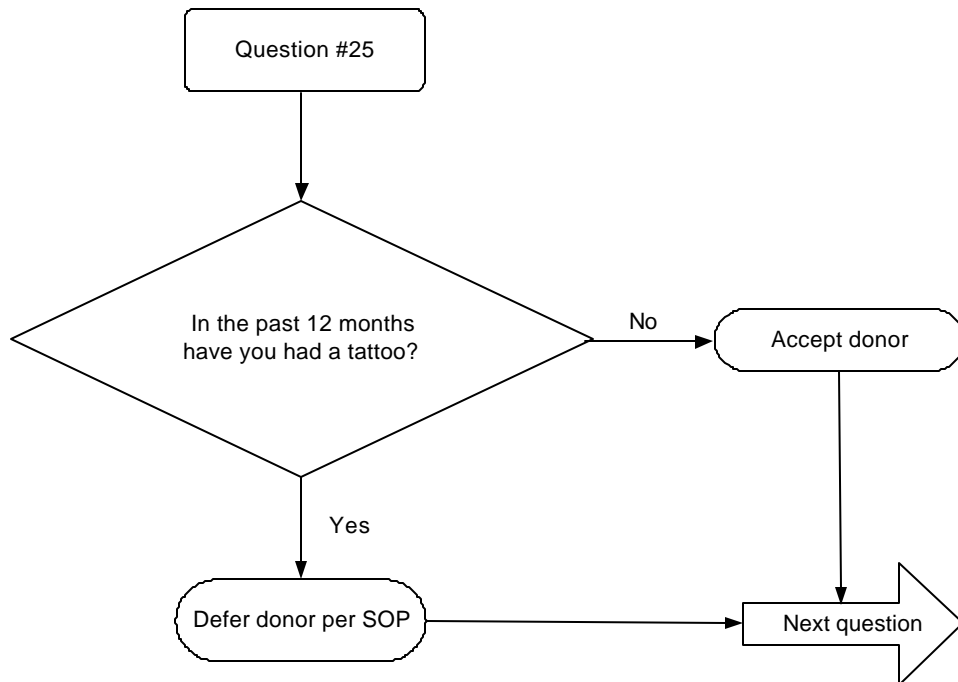 Question #25
In the past 12 months
have you had a tattoo?
No
Accept donor
Yes
Defer donor per SOP
Next question